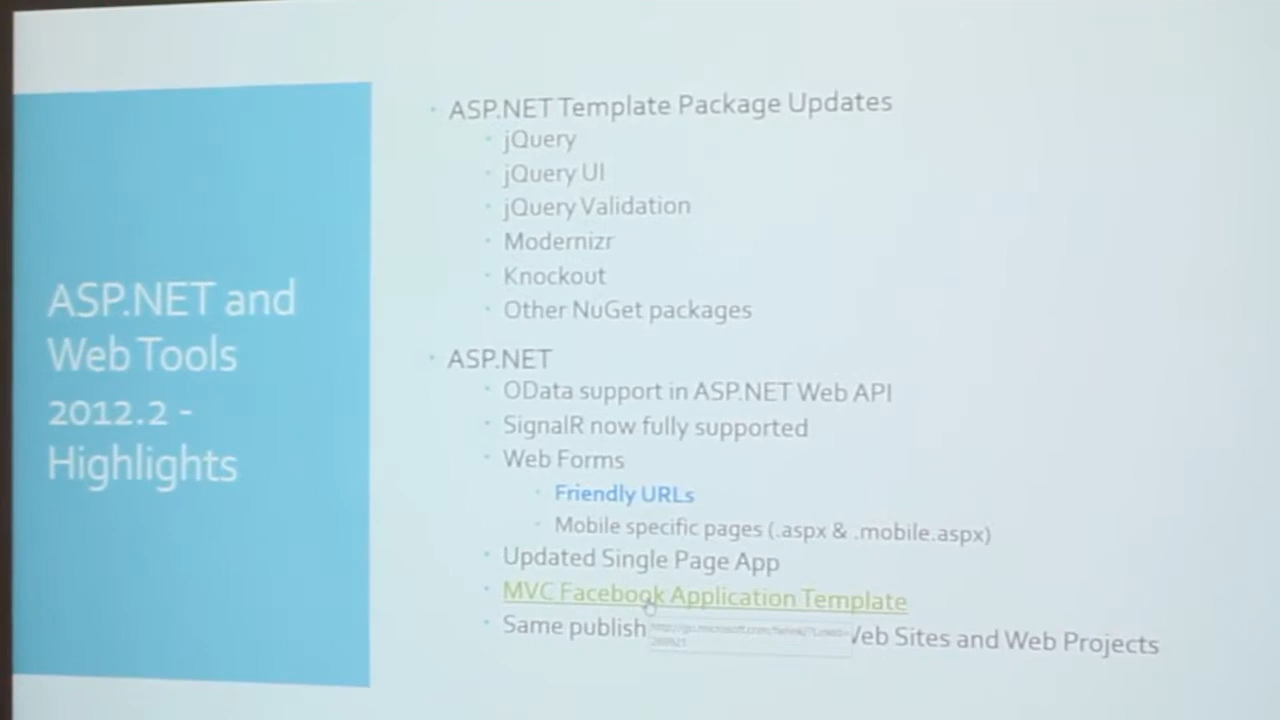 ASP.NET and
Web Tools
2012.2 -
Highlights
ASP.NET Template Package Updates
jQuery
jQuery UI
jQuery Validation
Modernizr
Knockout
Other NuGet packages
ASP.NET
OData support in ASP.NET Web API
SignalR now fully supported
Web Forms
Friendly URLs
Mobile specific pages (.aspx & .mobile.aspx)
Updated Single Page App
MVC Facebook Application Template
Same publish Web Sites and Web Projects